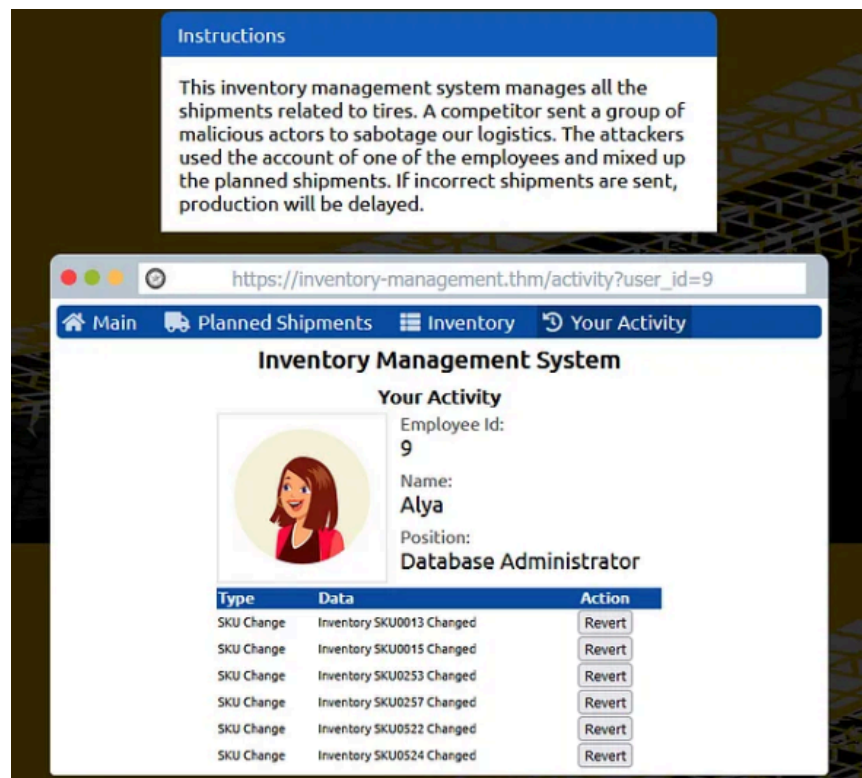 Instructions
This inventory management system manages all the
shipments related to tires. A competitor sent a group of
malicious actors to sabotage our logistics. The attackers
used the account of one of the employees and mixed up
the planned shipments. If incorrect shipments are sent,
production will be delayed.
https://inventory-management.thm/activity?user_id=9
Main Planned Shipments Inventory Your Activity
Inventory Management System
Your Activity
Employee Id:
9
Name:
Alya
Position:
Database Administrator
Type Data Action
SKU Change Inventory SKU0013 Changed Revert
SKU Change Inventory SKU0015 Changed Revert
SKU Change Inventory SKU0253 Changed Revert
SKU Change Inventory SKU0257 Changed Revert
SKU Change Inventory SKU0522 Changed Revert
SKU Change Inventory SKU0524 Changed Revert